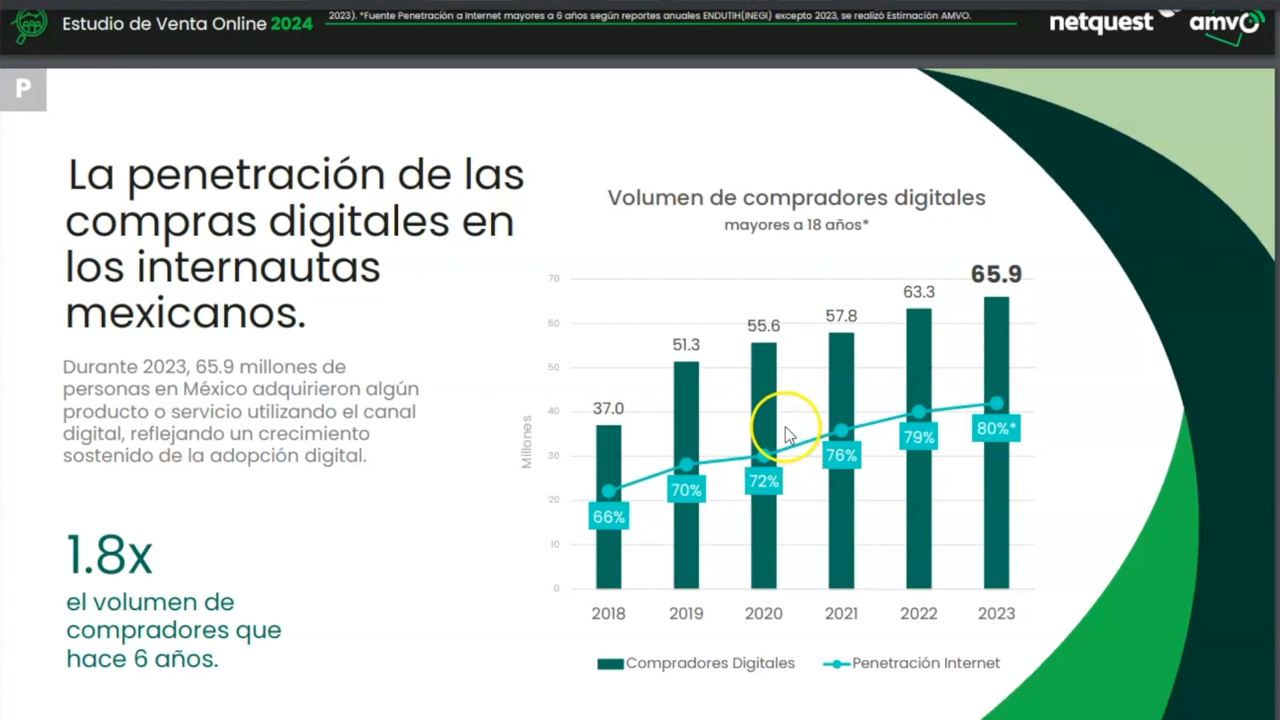 Estudio de Venta Online 2024
2023). *Fuente Penetración a Internet mayores a 6 años según reportes anuales ENDUTIH(INEGI) excepto 2023, se realizó Estimación AMVO.
netquest
amvo
P
La penetración de las
compras digitales en
los internautas
mexicanos.
Durante 2023, 65.9 millones de
personas en México adquirieron algún
producto o servicio utilizando el canal
digital, reflejando un crecimiento
sostenido de la adopción digital.
1.8x
el volumen de
compradores que
hace 6 años.
Volumen de compradores digitales
mayores a 18 años*
Millones
70
60
50
40
30
20
10
0
37.0
51.3
55.6
57.8
63.3
65.9
66%
70%
72%
76%
79%
80%*
2018 2019 2020 2021 2022 2023
Compradores Digitales
Penetración Internet